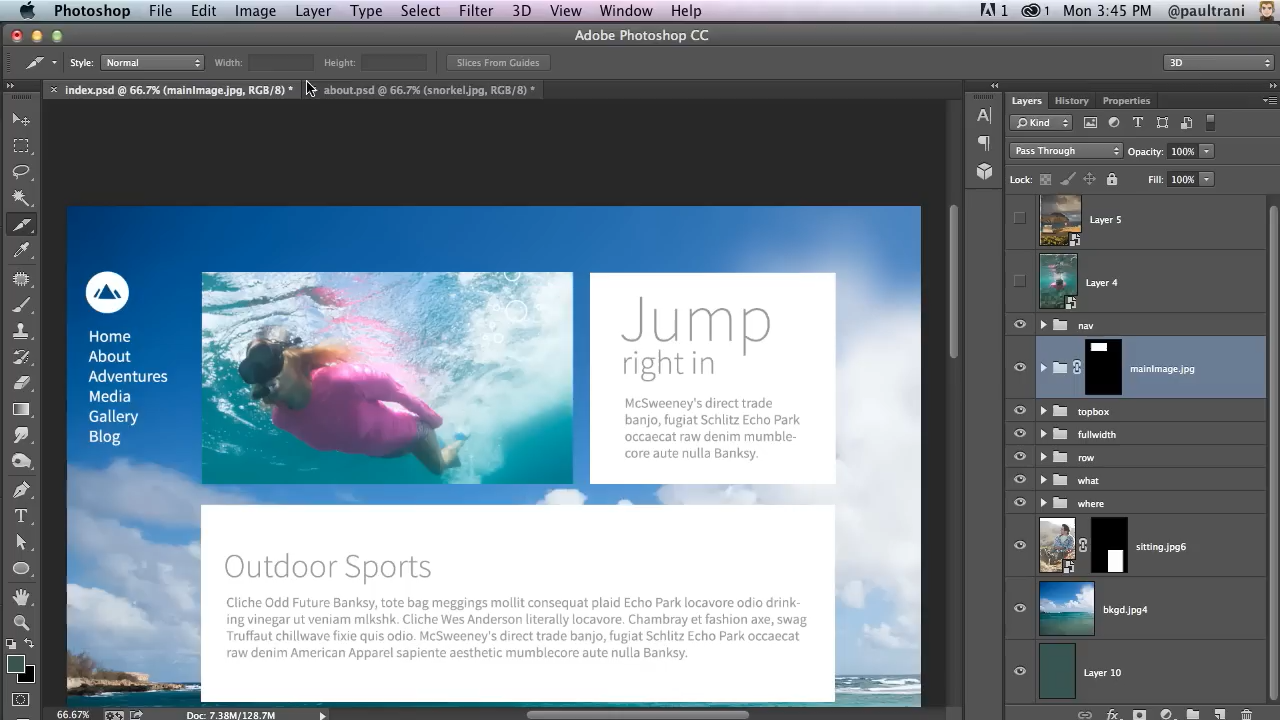 Photoshop File Edit Image Layer Type Select Filter 3D View Window Help 1 1 Mon 3:45 PM @paultrani
Adobe Photoshop CC
Style: Normal Width: Height: Slices From Guides 3D
index.psd @ 66.7% (mainImage.jpg, RGB/8) * about.psd @ 66.7% (snorkel.jpg, RGB/8) *
Layers History Properties
Kind
Pass Through Opacity: 100%
Lock: Fill: 100%
Layer 5
Layer 4
nav
mainImage.jpg
topbox
fullwidth
row
what
where
sitting.jpg6
bkgd.jpg4
Layer 10
Home
About
Adventures
Media
Gallery
Blog
Jump
right in
McSweeney's direct trade
banjo, fugiat Schlitz Echo Park
occaecat raw denim mumble-
core aute nulla Banksy.
Outdoor Sports
Cliche Odd Future Banksy, tote bag meggings mollit consequat plaid Echo Park locavore odio drink-
ing vinegar ut veniam mlkshk. Cliche Wes Anderson literally locavore. Chambray et fashion axe, swag
Truffaut chillwave fixie quis odio. McSweeney's direct trade banjo, fugiat Schlitz Echo Park occaecat
raw denim American Apparel sapiente aesthetic mumblecore aute nulla Banksy.
66.67% Doc: 7.38M/128.7M